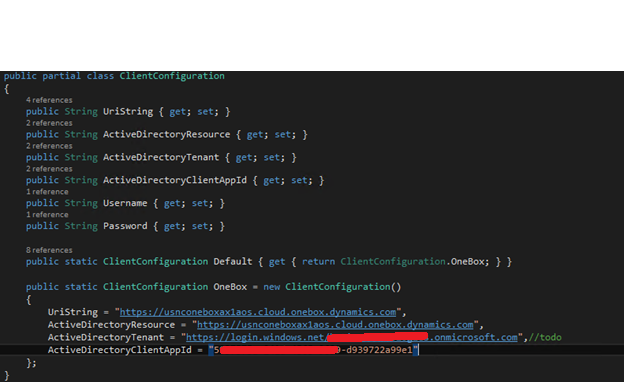 public partial class ClientConfiguration
{
4 references
public String UriString { get; set; }
2 references
public String ActiveDirectoryResource { get; set; }
2 references
public String ActiveDirectoryTenant { get; set; }
2 references
public String ActiveDirectoryClientAppId { get; set; }
1 reference
public String Username { get; set; }
1 reference
public String Password { get; set; }
8 references
public static ClientConfiguration Default { get { return ClientConfiguration.OneBox; } }
public static ClientConfiguration OneBox = new ClientConfiguration()
{
UriString = "https://usnconeboxax1aos.cloud.onebox.dynamics.com",
ActiveDirectoryResource = "https://usnconeboxax1aos.cloud.onebox.dynamics.com",
ActiveDirectoryTenant = "https://login.windows.net/ .onmicrosoft.com",//todo
ActiveDirectoryClientAppId = "5 9-d939722a99e1"
};
}